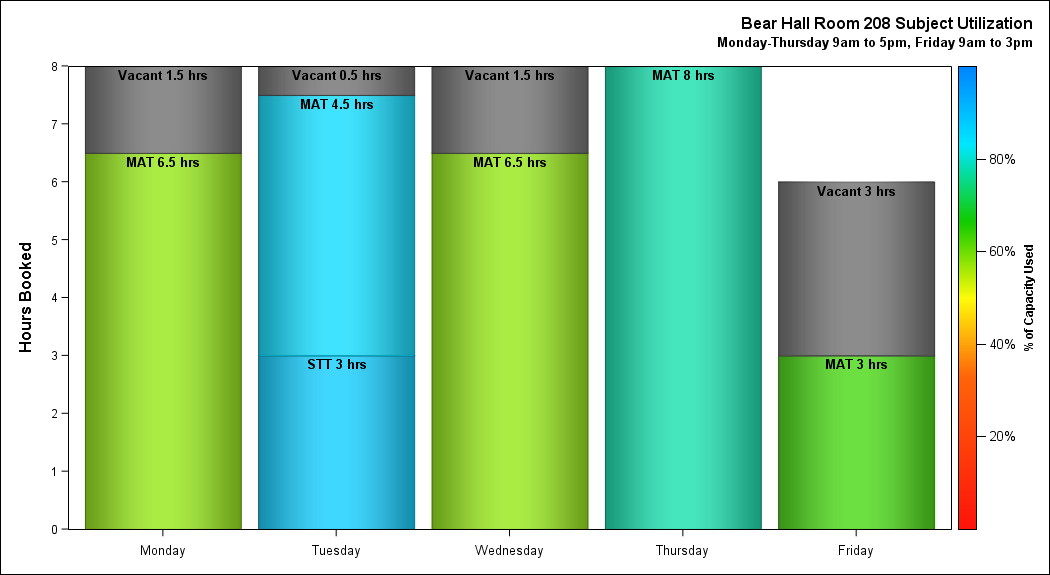 Bear Hall Room 208 Subject Utilization
Monday-Thursday 9am to 5pm, Friday 9am to 3pm
Hours Booked
8
7
6
5
4
3
2
1
0
Vacant 1.5 hrs
MAT 6.5 hrs
Vacant 0.5 hrs
MAT 4.5 hrs
STT 3 hrs
Vacant 1.5 hrs
MAT 6.5 hrs
MAT 8 hrs
Vacant 3 hrs
MAT 3 hrs
Monday
Tuesday
Wednesday
Thursday
Friday
80%
60%
40%
20%
% of Capacity Used